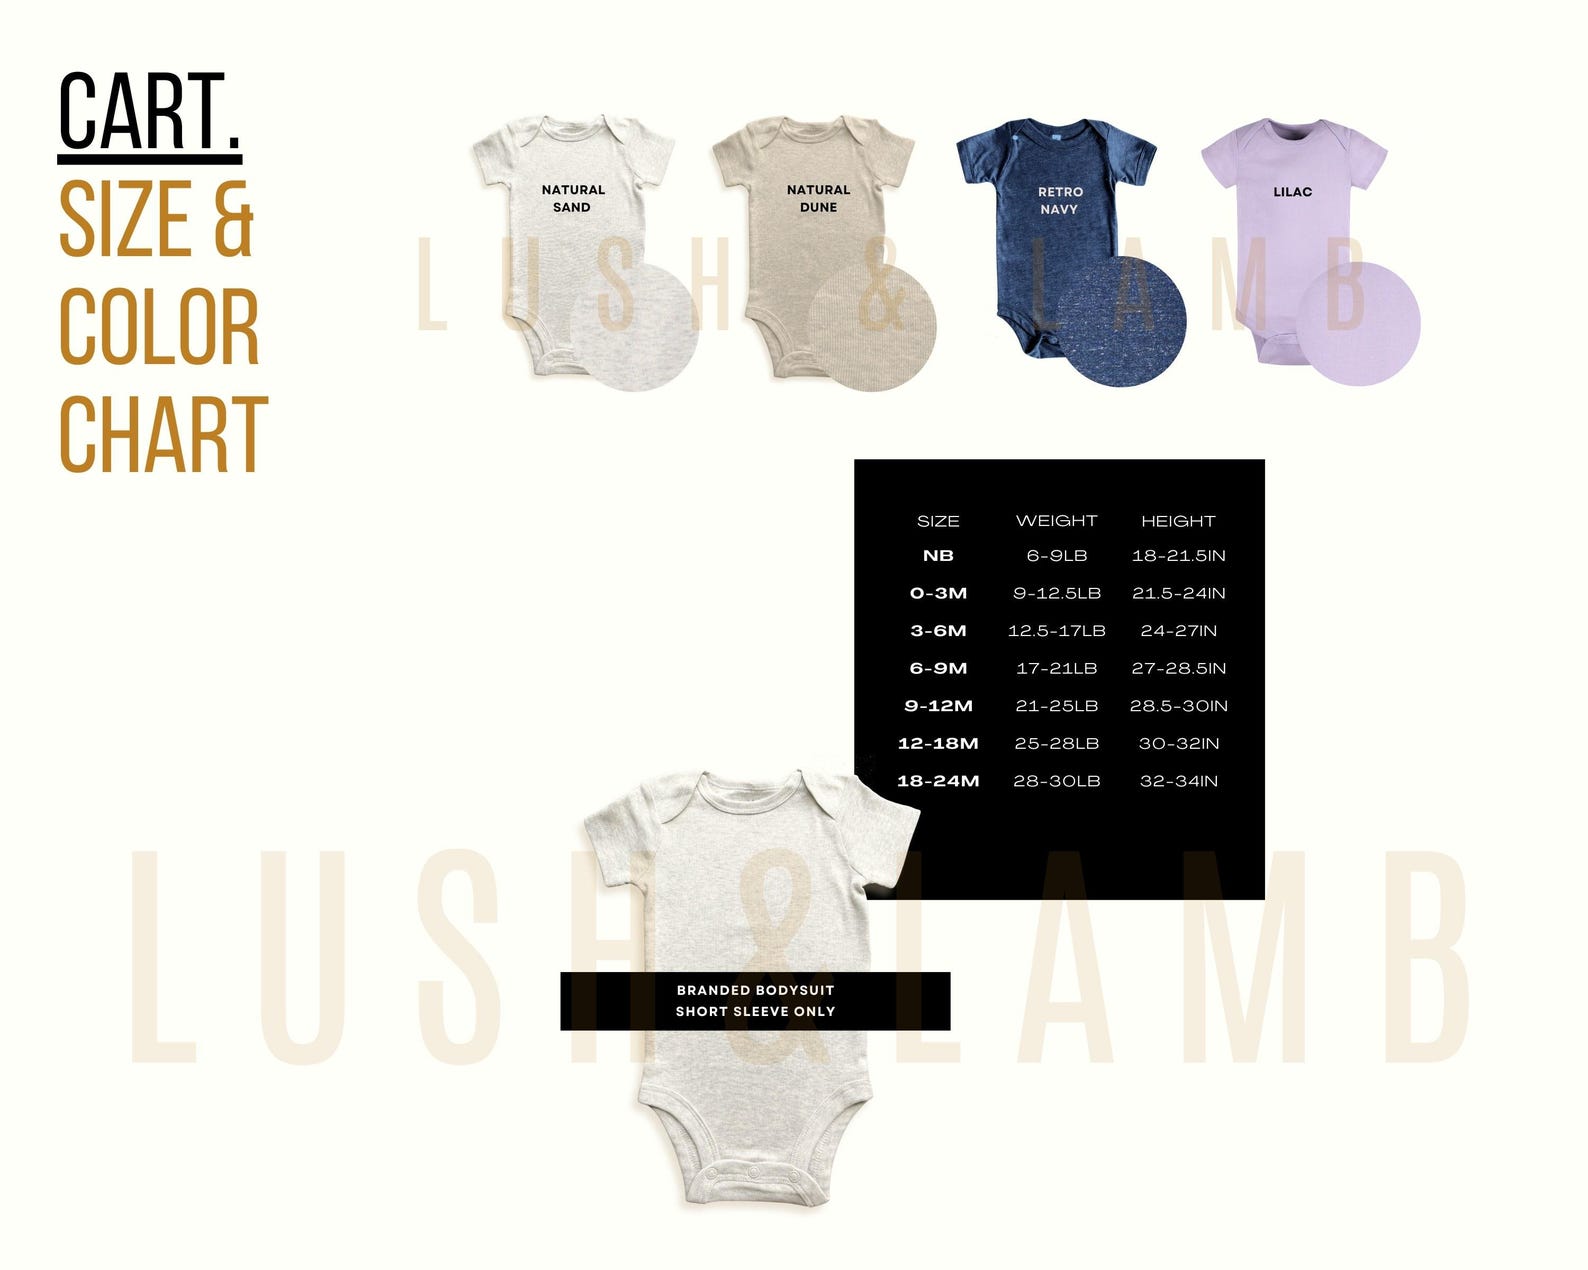 CART.
SIZE &
COLOR
CHART
NATURAL
SAND
NATURAL
DUNE
RETRO
NAVY
LILAC
LUSH & LAMB
SIZE WEIGHT HEIGHT
NB 6-9LB 18-21.5IN
0-3M 9-12.5LB 21.5-24IN
3-6M 12.5-17LB 24-27IN
6-9M 17-21LB 27-28.5IN
9-12M 21-25LB 28.5-30IN
12-18M 25-28LB 30-32IN
18-24M 28-30LB 32-34IN
LUSH & LAMB
BRANDED BODYSUIT
SHORT SLEEVE ONLY